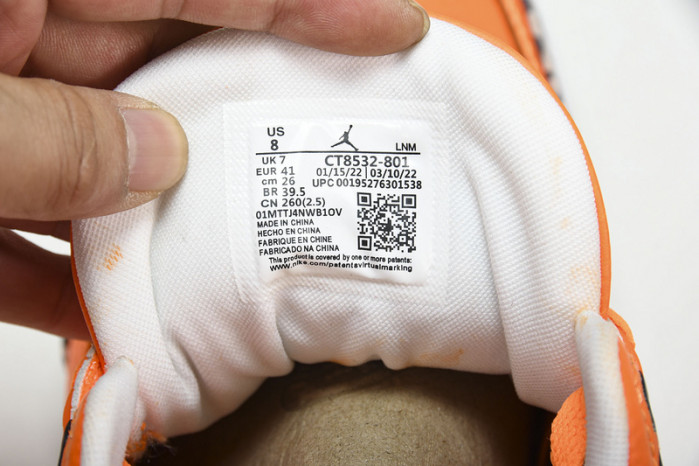 US
8
LNM
UK 7
EUR 41
cm 26
BR 39.5
CN 260(2.5)
CT8532-801
01/15/22 03/10/22
UPC 00195276301538
01MTTJ4NWB1OV
MADE IN CHINA
HECHO EN CHINA
FABRIQUE EN CHINE
FABRICADO NA CHINA
This product is covered by one or more patents:
www.nike.com/patentsvirtualmarking